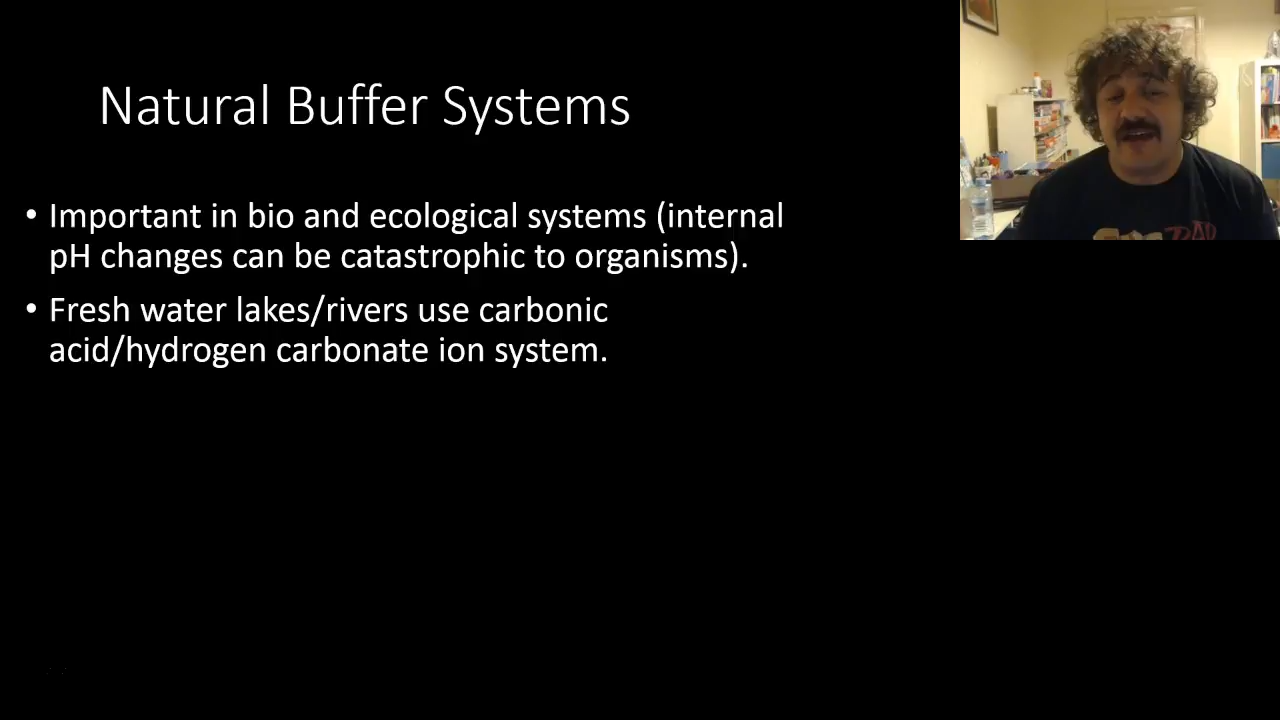 Natural Buffer Systems
• Important in bio and ecological systems (internal
pH changes can be catastrophic to organisms).
• Fresh water lakes/rivers use carbonic
acid/hydrogen carbonate ion system.